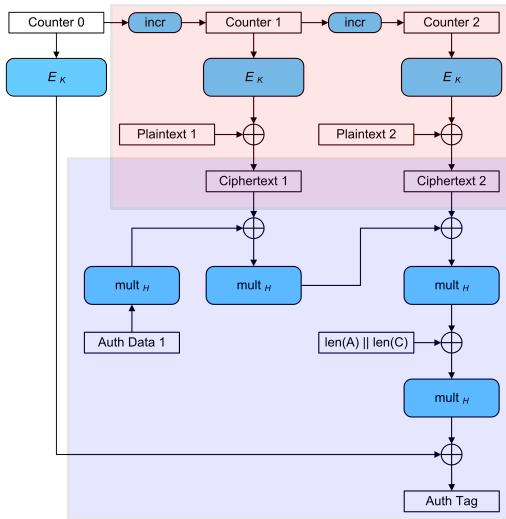 Counter 0
incr
Counter 1
incr
Counter 2
E K
E K
E K
Plaintext 1
Plaintext 2
Ciphertext 1
Ciphertext 2
mult H
mult H
mult H
Auth Data 1
len(A) || len(C)
mult H
Auth Tag